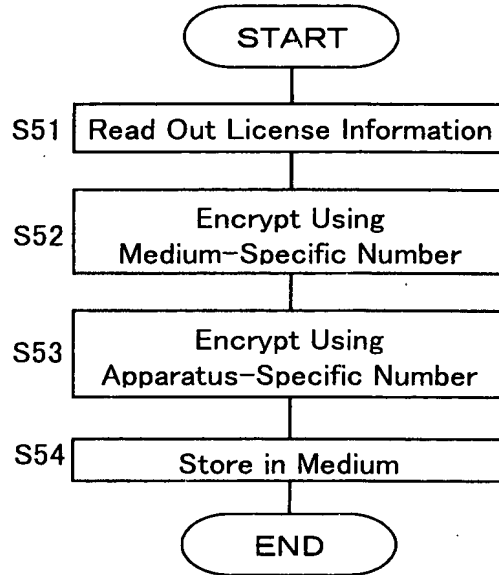 START
S51 Read Out License Information
S52 Encrypt Using
Medium-Specific Number
S53 Encrypt Using
Apparatus-Specific Number
S54 Store in Medium
END